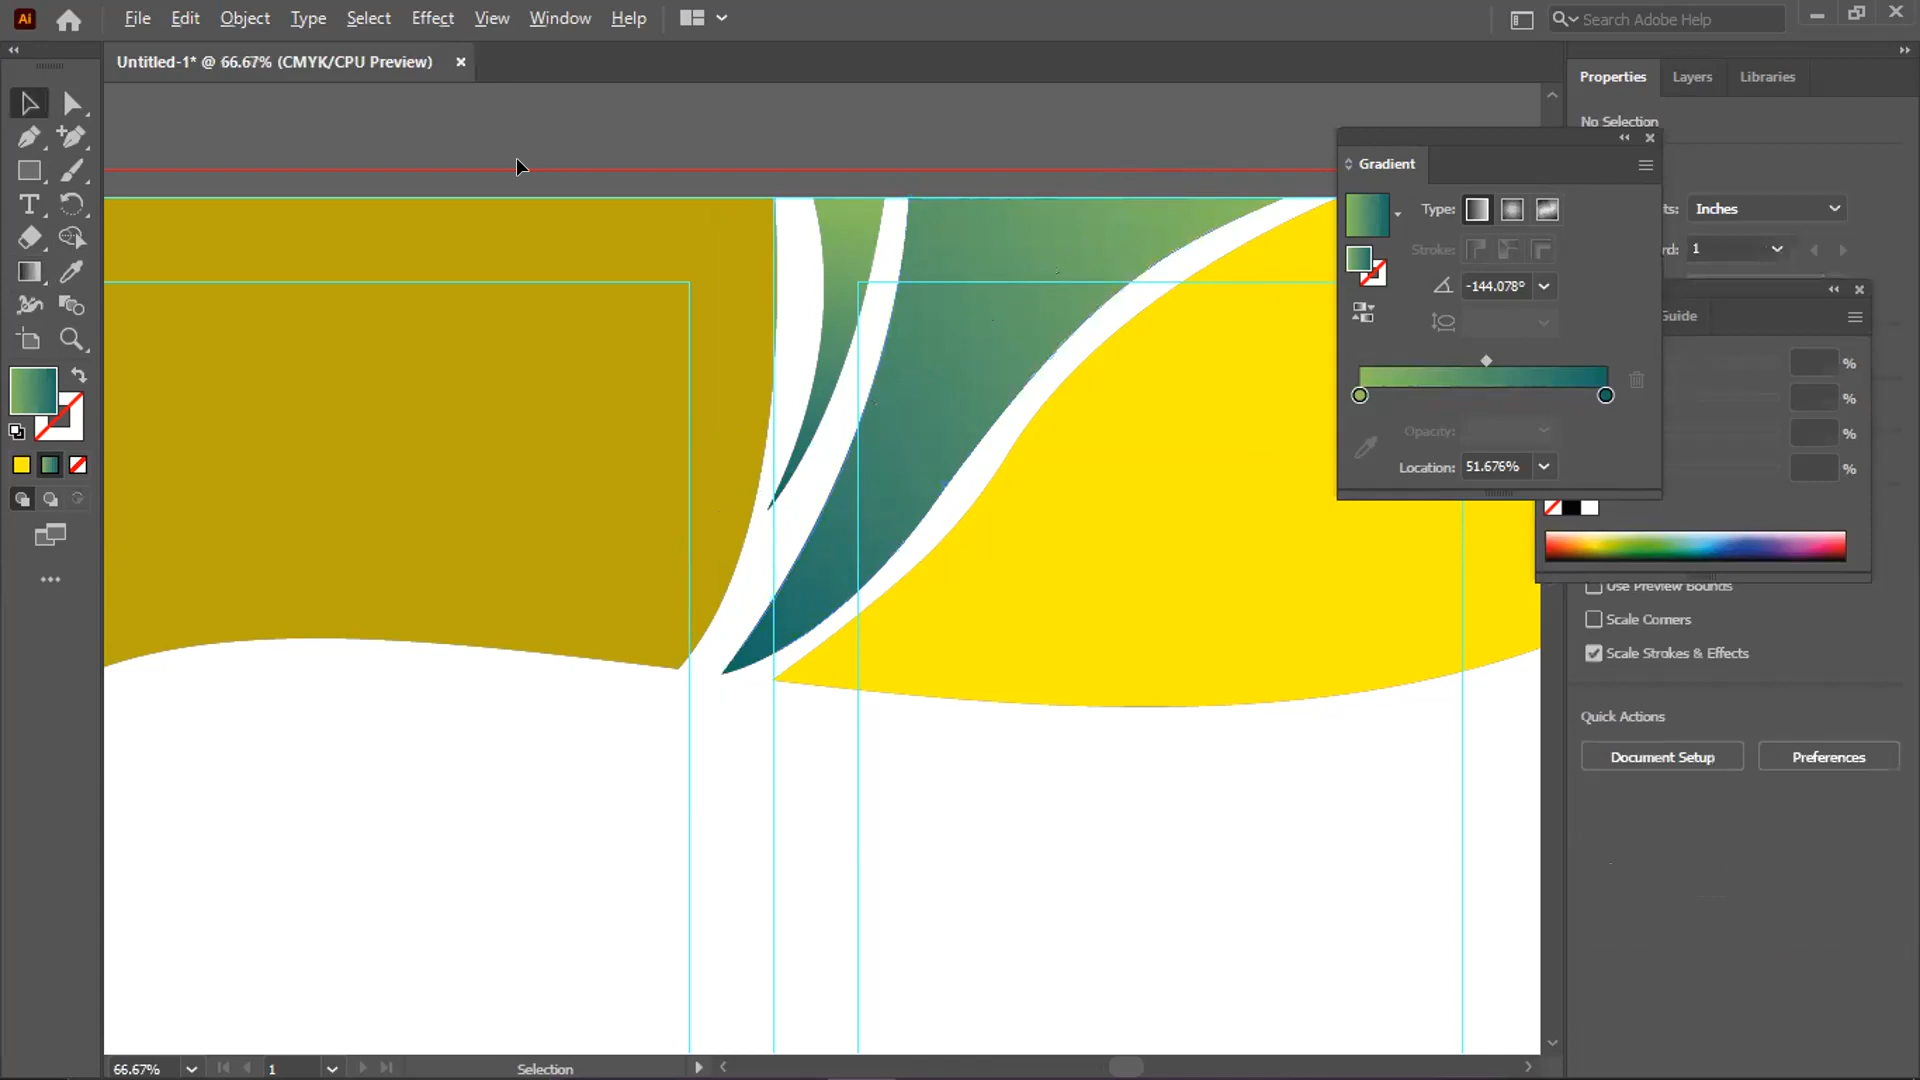 Ai File Edit Object Type Select Effect View Window Help Search Adobe Help
Untitled-1* @ 66.67% (CMYK/CPU Preview)
Properties Layers Libraries
No Selection
Gradient
Type:
ts: Inches
Stroke:
rd: 1
-144.078°
Guide
%
%
Opacity:
%
Location: 51.676%
%
Use Preview Bounds
Scale Corners
Scale Strokes & Effects
Quick Actions
Document Setup Preferences
66.67% 1 Selection